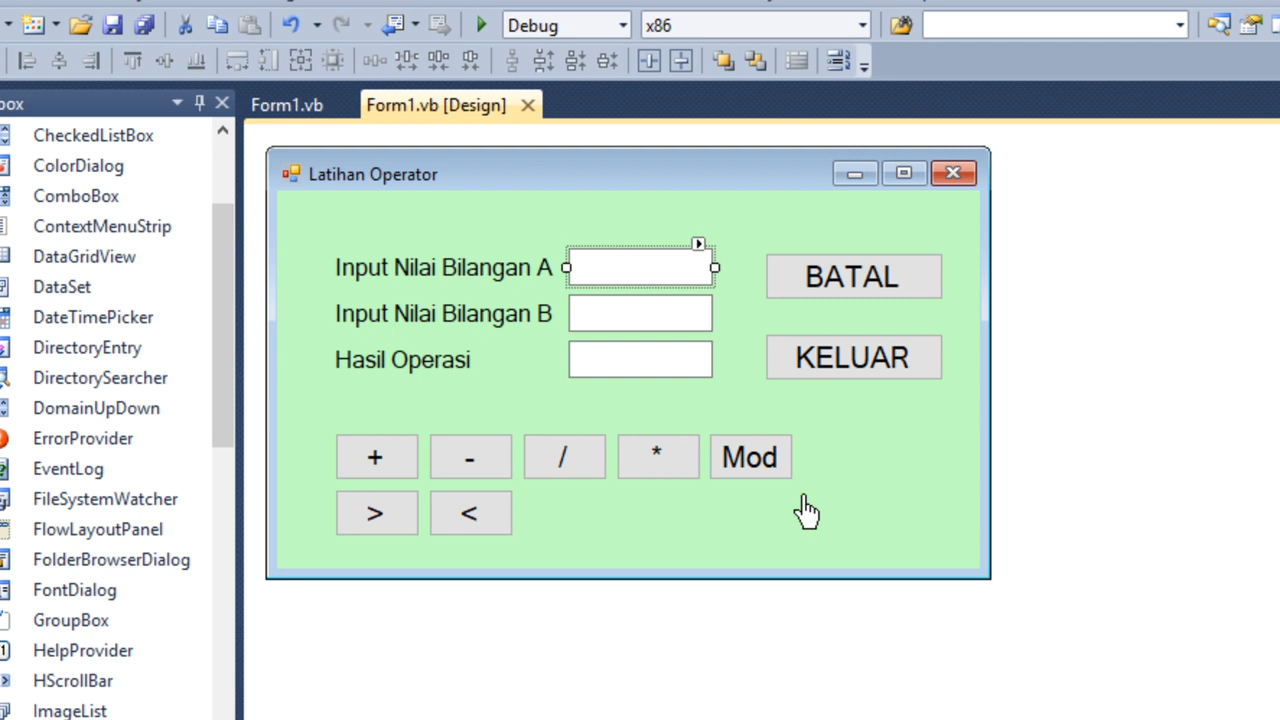 Debug
x86
box
Form1.vb
Form1.vb [Design]
CheckedListBox
ColorDialog
ComboBox
ContextMenuStrip
DataGridView
DataSet
DateTimePicker
DirectoryEntry
DirectorySearcher
DomainUpDown
ErrorProvider
EventLog
FileSystemWatcher
FlowLayoutPanel
FolderBrowserDialog
FontDialog
GroupBox
HelpProvider
HScrollBar
ImageList
Latihan Operator
Input Nilai Bilangan A
BATAL
Input Nilai Bilangan B
Hasil Operasi
KELUAR
+ - / * Mod
> <